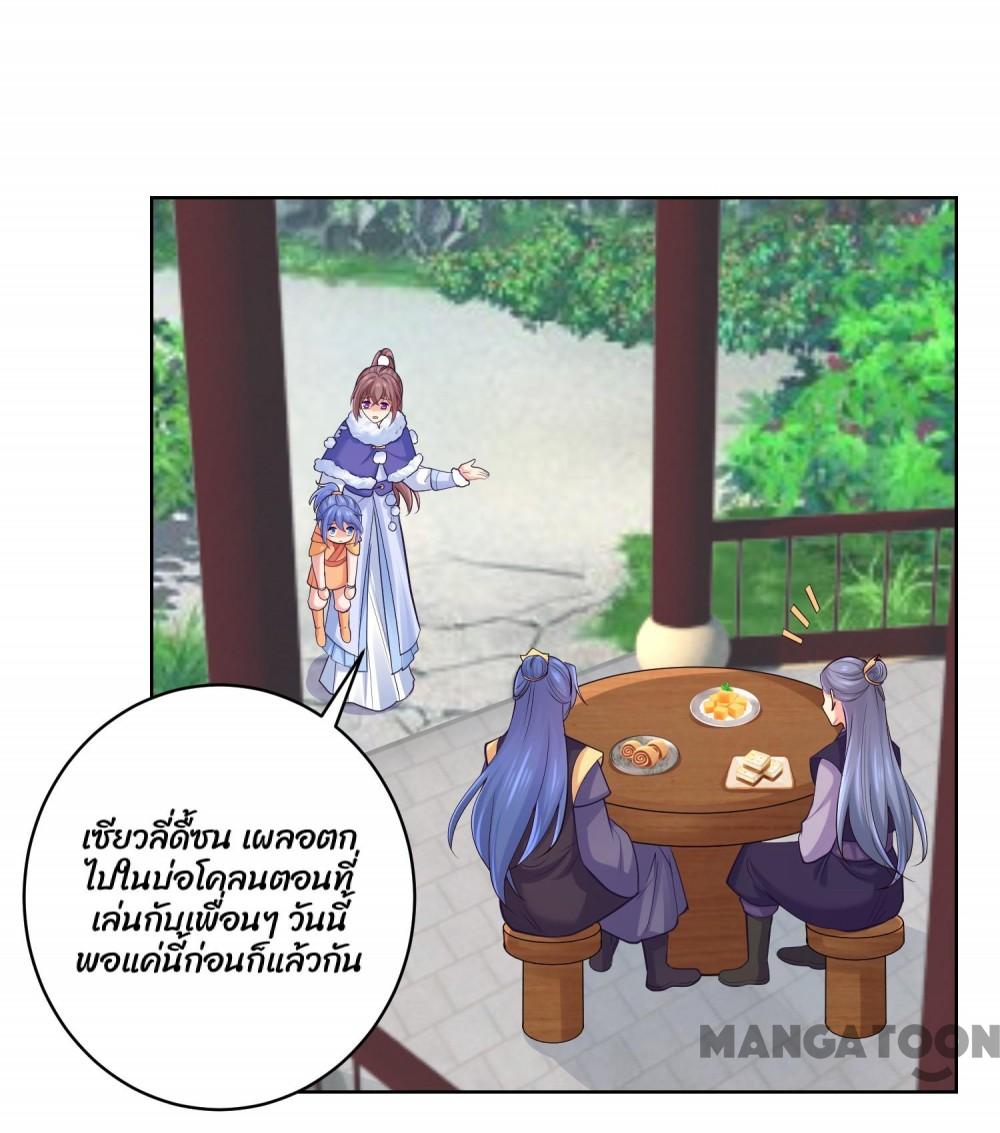 เซียวลี่ดื้ซน เผลอตก
ไปในบ่อโคลนตอนที่
เล่นกับเพื่อนๆ วันนี้
พอแค่นี้ก่อนก็แล้วกัน
MANGATOON